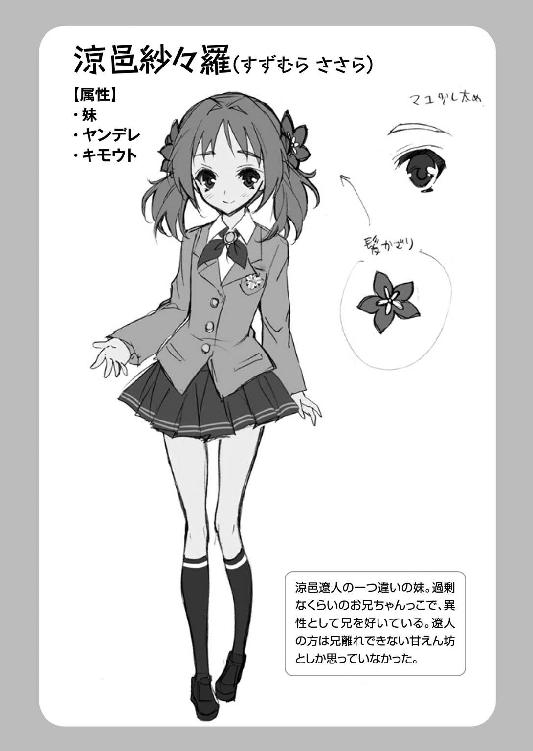 涼邑紗々羅(すずむら ささら)
【属性】
・妹
・ヤンデレ
・キモウト
マユ少し太め
髪かざり
涼邑遼人の一つ違いの妹。過剰
なくらいのお兄ちゃんっこで、異
性として兄を好いている。遼人
の方は兄離れできない甘えん坊
としか思っていなかった。